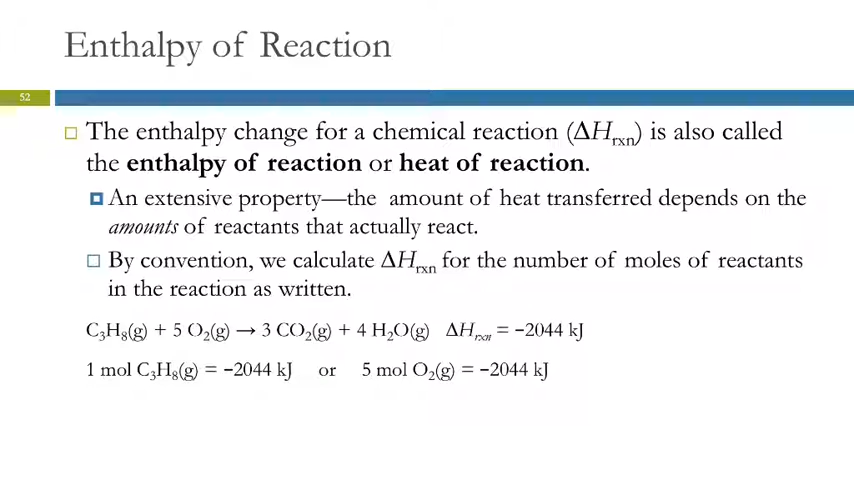 Enthalpy of Reaction
52
The enthalpy change for a chemical reaction (ΔHrxn) is also called
the enthalpy of reaction or heat of reaction.
An extensive property—the amount of heat transferred depends on the
amounts of reactants that actually react.
By convention, we calculate ΔHrxn for the number of moles of reactants
in the reaction as written.
C₃H₈(g) + 5 O₂(g) → 3 CO₂(g) + 4 H₂O(g) ΔHrxn = −2044 kJ
1 mol C₃H₈(g) = −2044 kJ or 5 mol O₂(g) = −2044 kJ